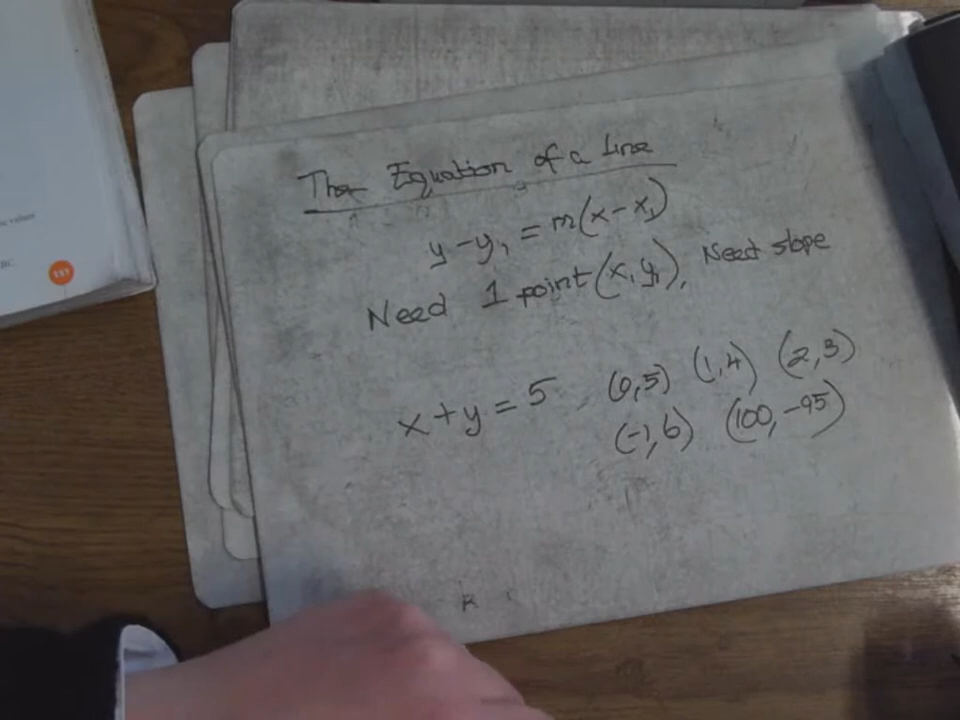 The Equation of a Line
y - y₁ = m(x - x₁)
Need 1 point (x₁ y₁), Need slope
x + y = 5 (0,5) (1,4) (2,3)
(-1,6) (100,-95)
R
BC